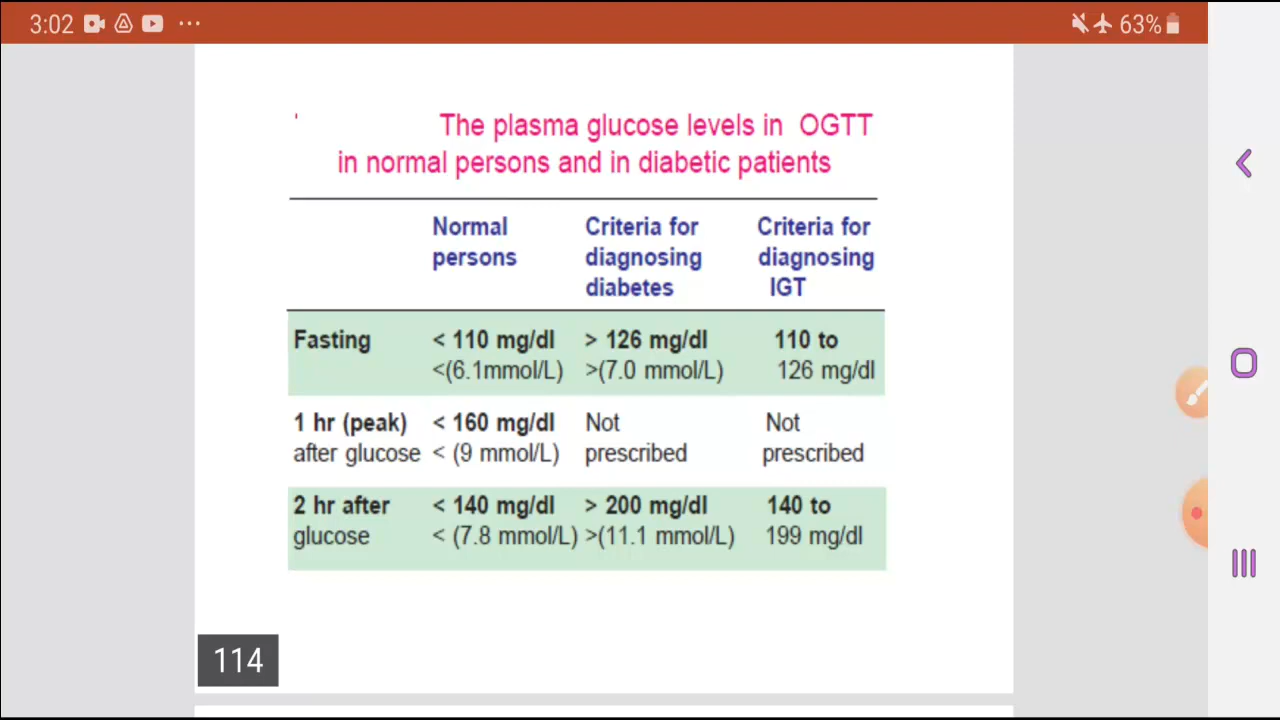 3:02
63%
The plasma glucose levels in OGTT
in normal persons and in diabetic patients
Normal persons Criteria for diagnosing diabetes Criteria for diagnosing IGT
Fasting < 110 mg/dl > 126 mg/dl 110 to
<(6.1mmol/L) >(7.0 mmol/L) 126 mg/dl
1 hr (peak) < 160 mg/dl Not Not
after glucose < (9 mmol/L) prescribed prescribed
2 hr after < 140 mg/dl > 200 mg/dl 140 to
glucose < (7.8 mmol/L) >(11.1 mmol/L) 199 mg/dl
114